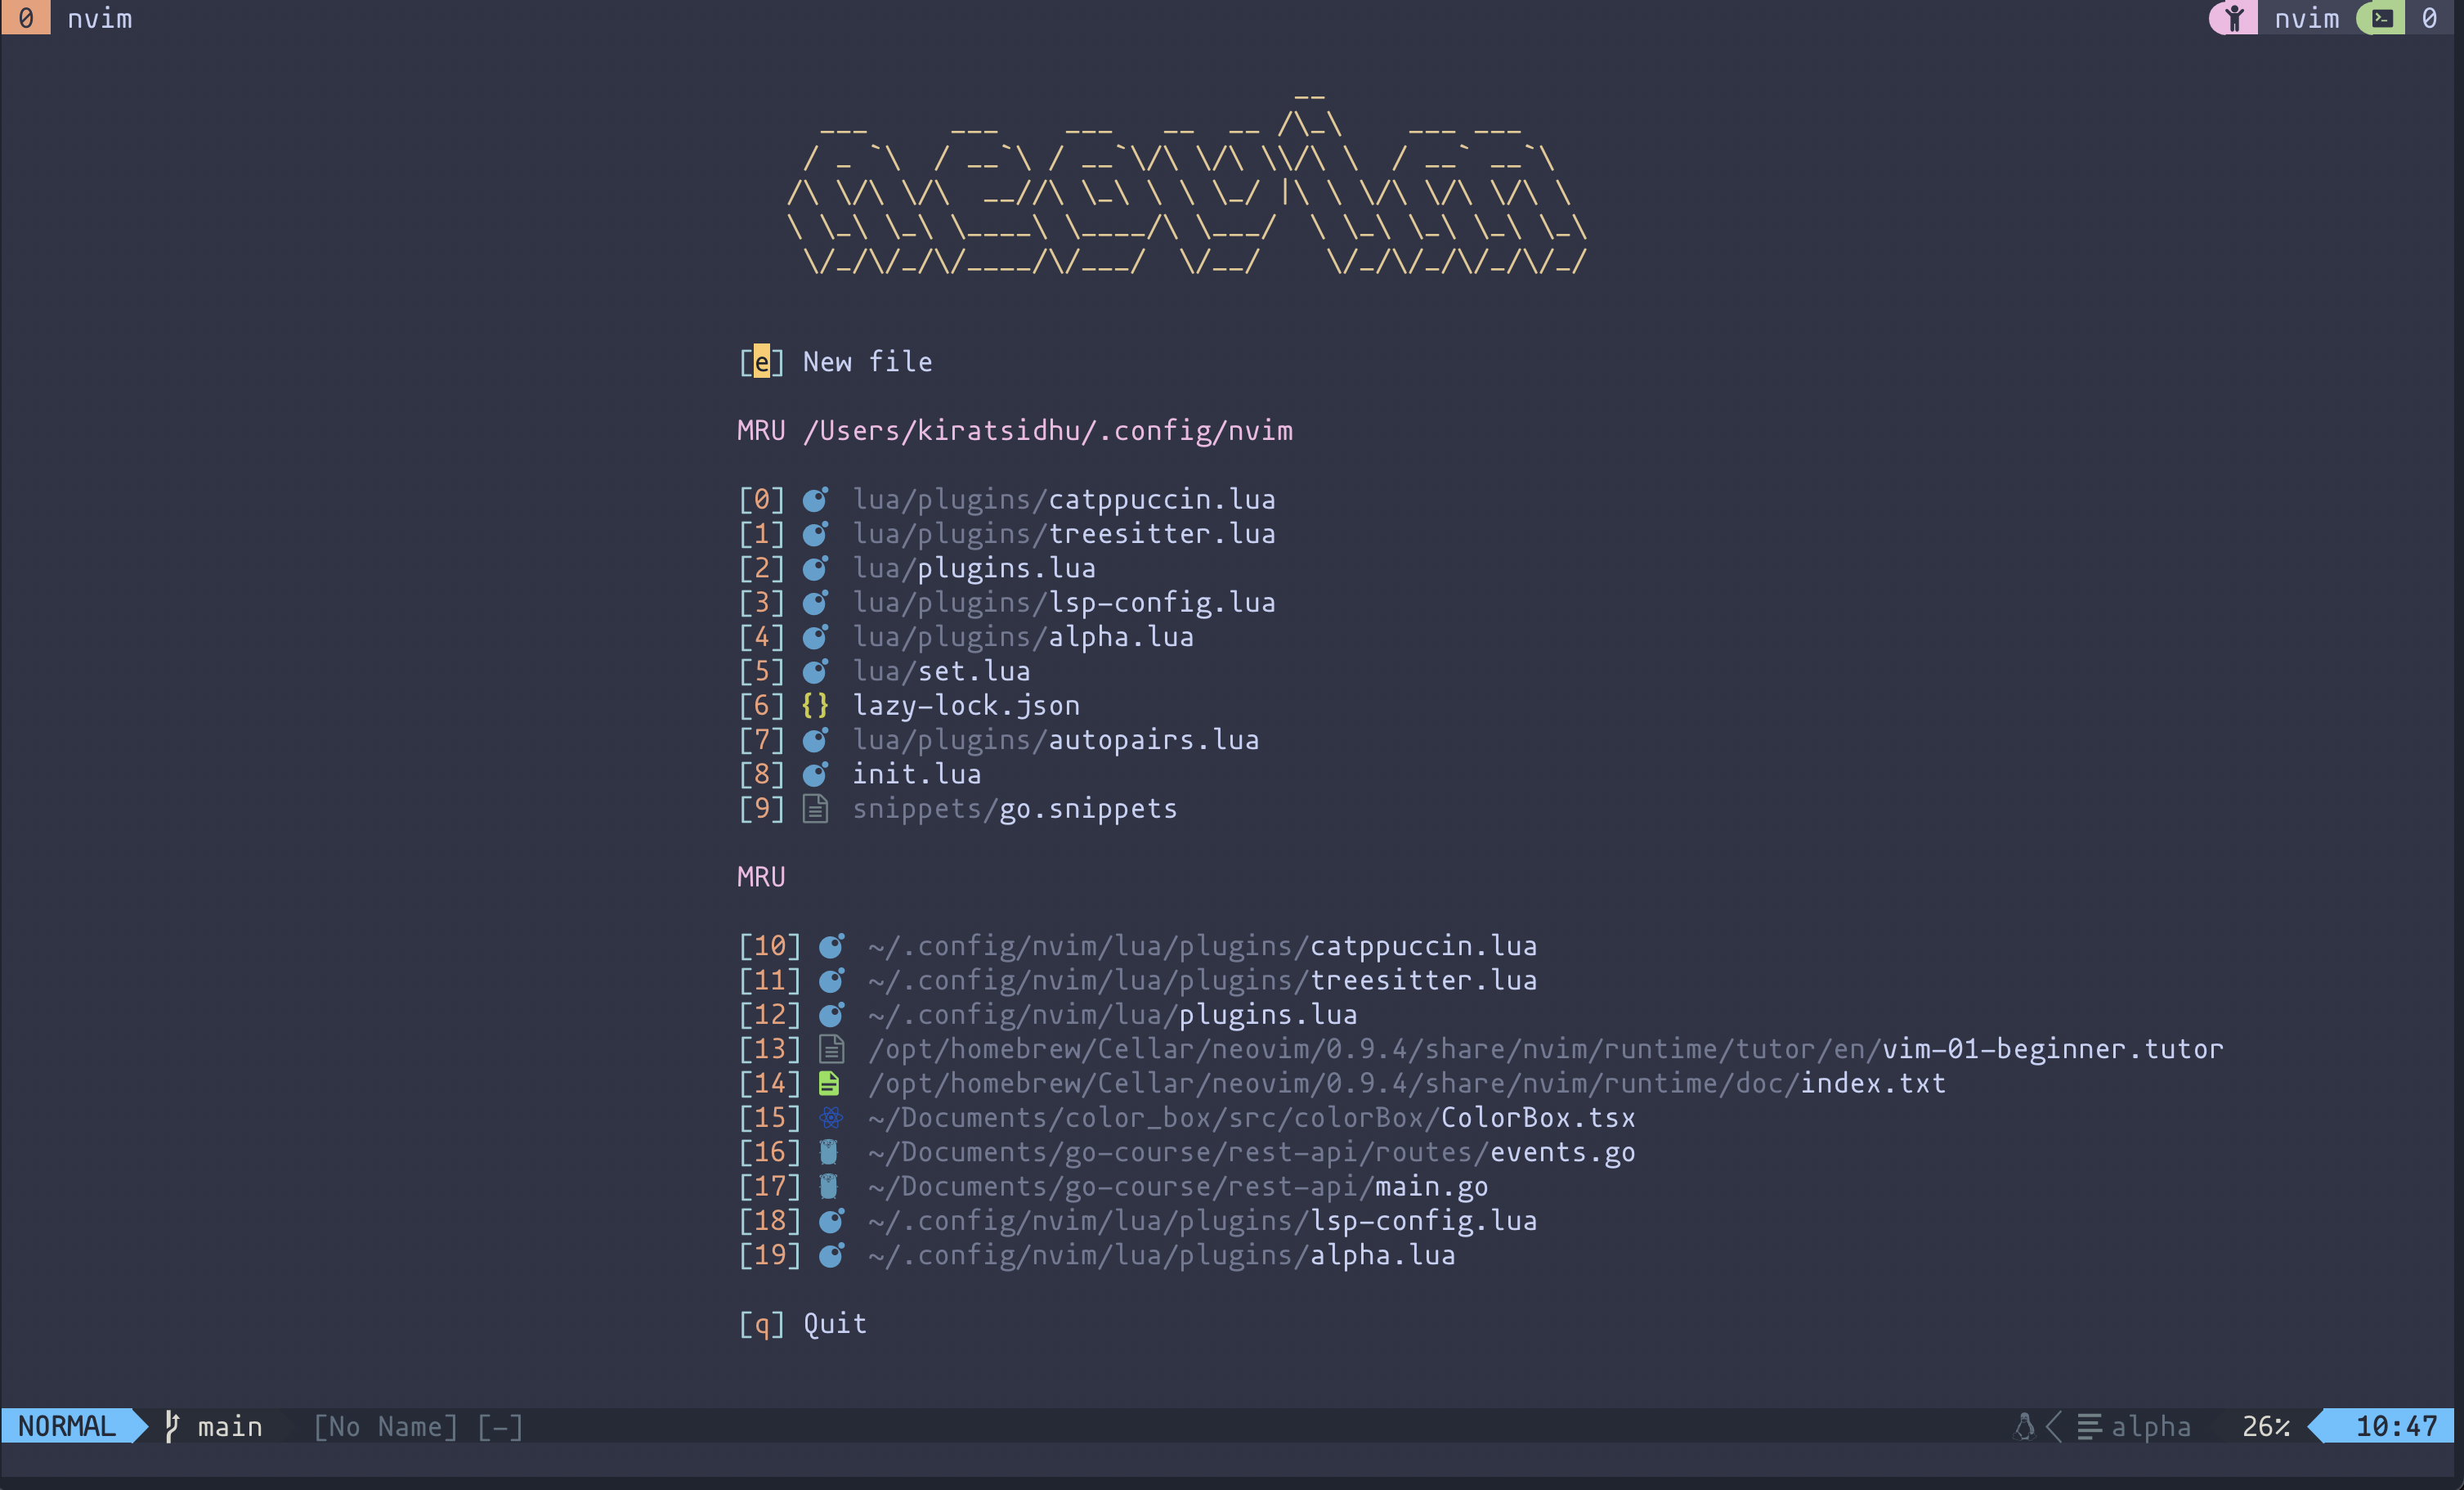 0 nvim nvim 0
neovim
[e] New file
MRU /Users/kiratsidhu/.config/nvim
[0] lua/plugins/catppuccin.lua
[1] lua/plugins/treesitter.lua
[2] lua/plugins.lua
[3] lua/plugins/lsp-config.lua
[4] lua/plugins/alpha.lua
[5] lua/set.lua
[6] {} lazy-lock.json
[7] lua/plugins/autopairs.lua
[8] init.lua
[9] snippets/go.snippets
MRU
[10] ~/.config/nvim/lua/plugins/catppuccin.lua
[11] ~/.config/nvim/lua/plugins/treesitter.lua
[12] ~/.config/nvim/lua/plugins.lua
[13] /opt/homebrew/Cellar/neovim/0.9.4/share/nvim/runtime/tutor/en/vim-01-beginner.tutor
[14] /opt/homebrew/Cellar/neovim/0.9.4/share/nvim/runtime/doc/index.txt
[15] ~/Documents/color_box/src/colorBox/ColorBox.tsx
[16] ~/Documents/go-course/rest-api/routes/events.go
[17] ~/Documents/go-course/rest-api/main.go
[18] ~/.config/nvim/lua/plugins/lsp-config.lua
[19] ~/.config/nvim/lua/plugins/alpha.lua
[q] Quit
NORMAL main [No Name] [-] alpha 26% 10:47